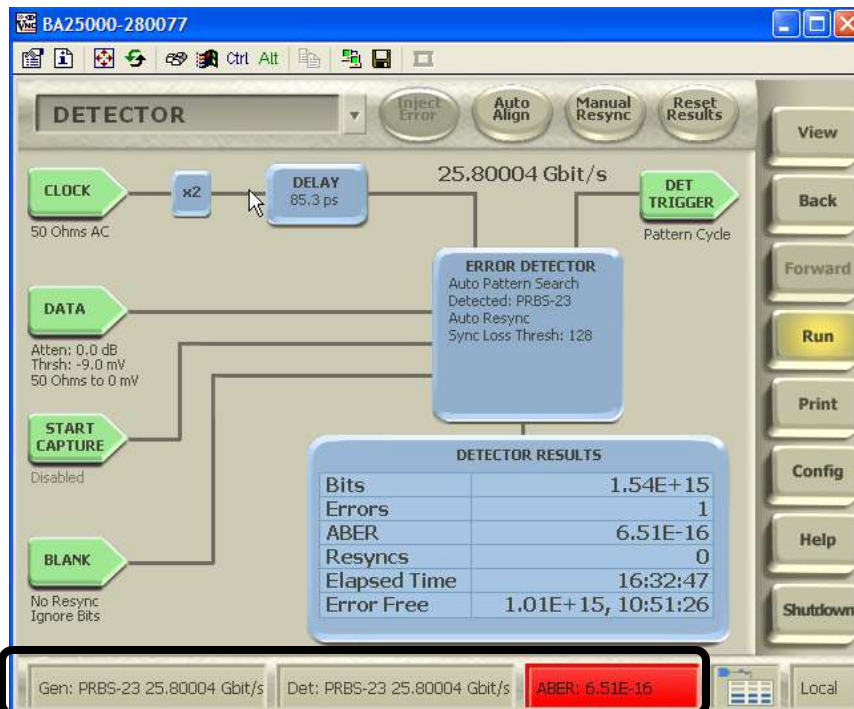 BA25000-280077
Ctrl Alt
DETECTOR
Inject Error
Auto Align
Manual Resync
Reset Results
View
Back
Forward
Run
Print
Config
Help
Shutdown
CLOCK
50 Ohms AC
x2
DELAY
85.3 ps
25.80004 Gbit/s
DET TRIGGER
Pattern Cycle
ERROR DETECTOR
Auto Pattern Search
Detected: PRBS-23
Auto Resync
Sync Loss Thresh: 128
DATA
Atten: 0.0 dB
Thrsh: -9.0 mV
50 Ohms to 0 mV
START CAPTURE
Disabled
BLANK
No Resync
Ignore Bits
DETECTOR RESULTS
Bits 1.54E+15
Errors 1
ABER 6.51E-16
Resyncs 0
Elapsed Time 16:32:47
Error Free 1.01E+15, 10:51:26
Gen: PRBS-23 25.80004 Gbit/s
Det: PRBS-23 25.80004 Gbit/s
ABER: 6.51E-16
Local